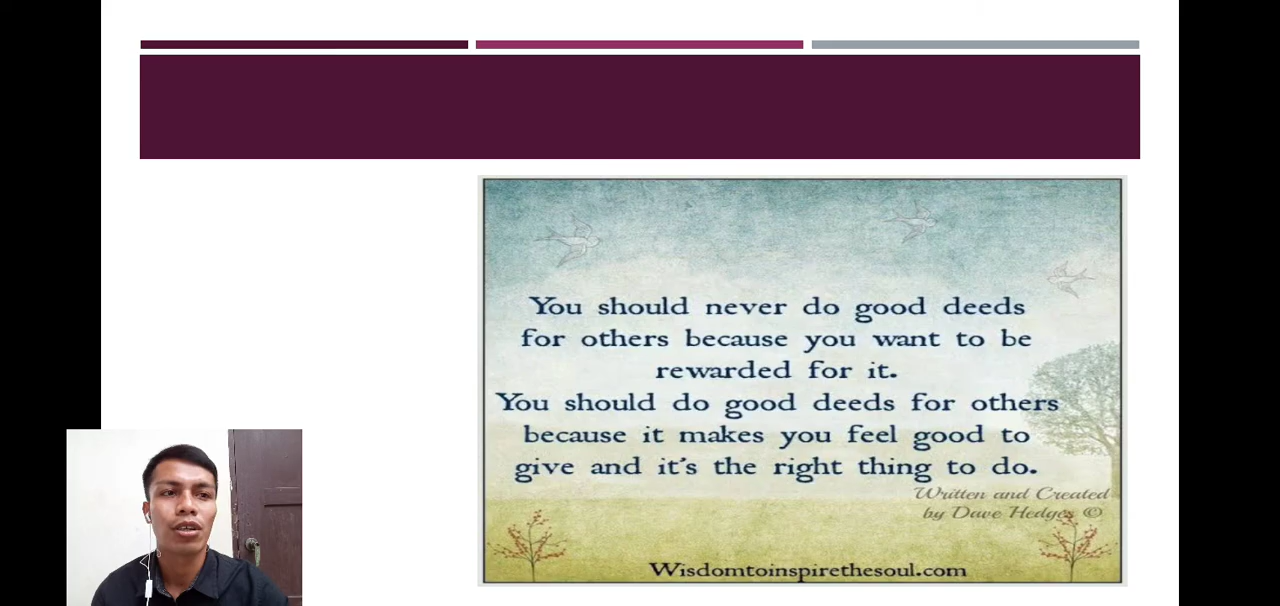 You should never do good deeds
for others because you want to be
rewarded for it.
You should do good deeds for others
because it makes you feel good to
give and it's the right thing to do.
Written and Created
by Dave Hedges ©
Wisdomtoinspirethesoul.com